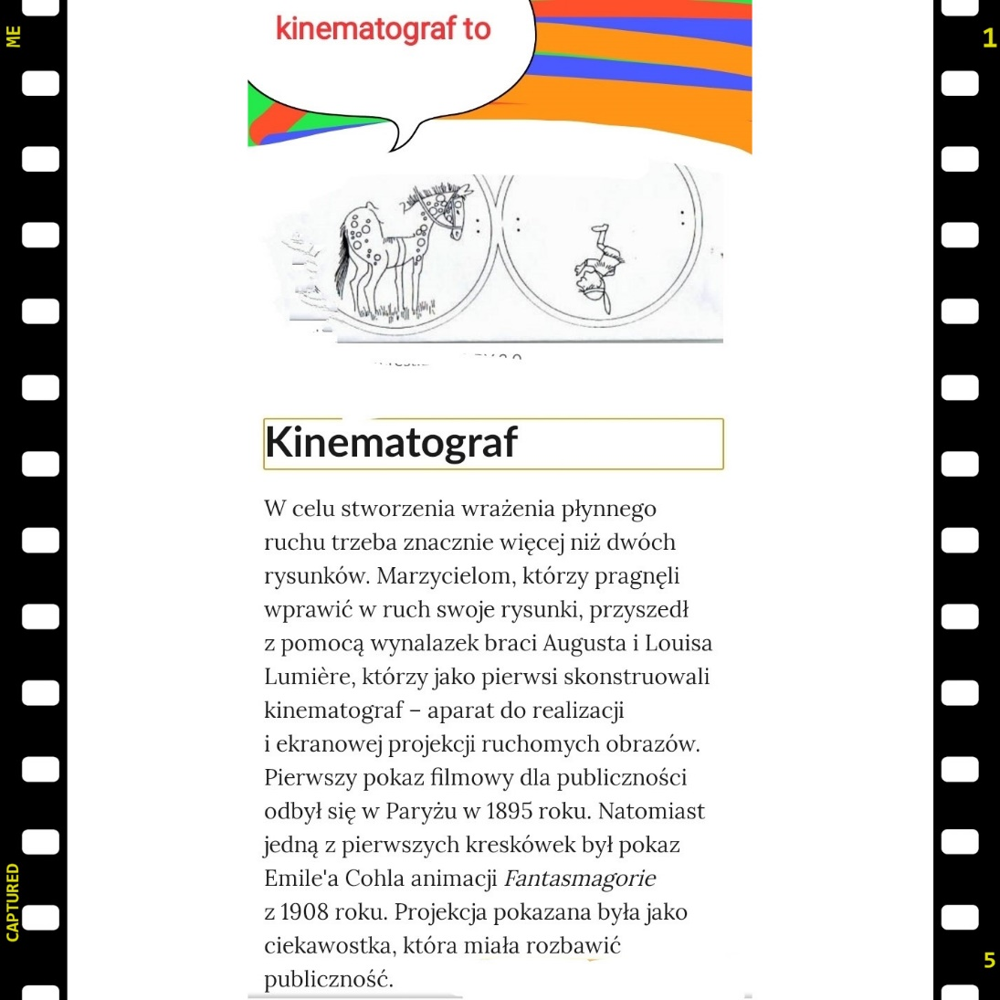 ME
1
kinematograf to
Kinematograf
W celu stworzenia wrażenia płynnego
ruchu trzeba znacznie więcej niż dwóch
rysunków. Marzycielom, którzy pragnęli
wprawić w ruch swoje rysunki, przyszedł
z pomocą wynalazek braci Augusta i Louisa
Lumière, którzy jako pierwsi skonstruowali
kinematograf – aparat do realizacji
i ekranowej projekcji ruchomych obrazów.
Pierwszy pokaz filmowy dla publiczności
odbył się w Paryżu w 1895 roku. Natomiast
jedną z pierwszych kreskówek był pokaz
Emile'a Cohla animacji Fantasmagorie
z 1908 roku. Projekcja pokazana była jako
ciekawostka, która miała rozbawić
publiczność.
CAPTURED
5